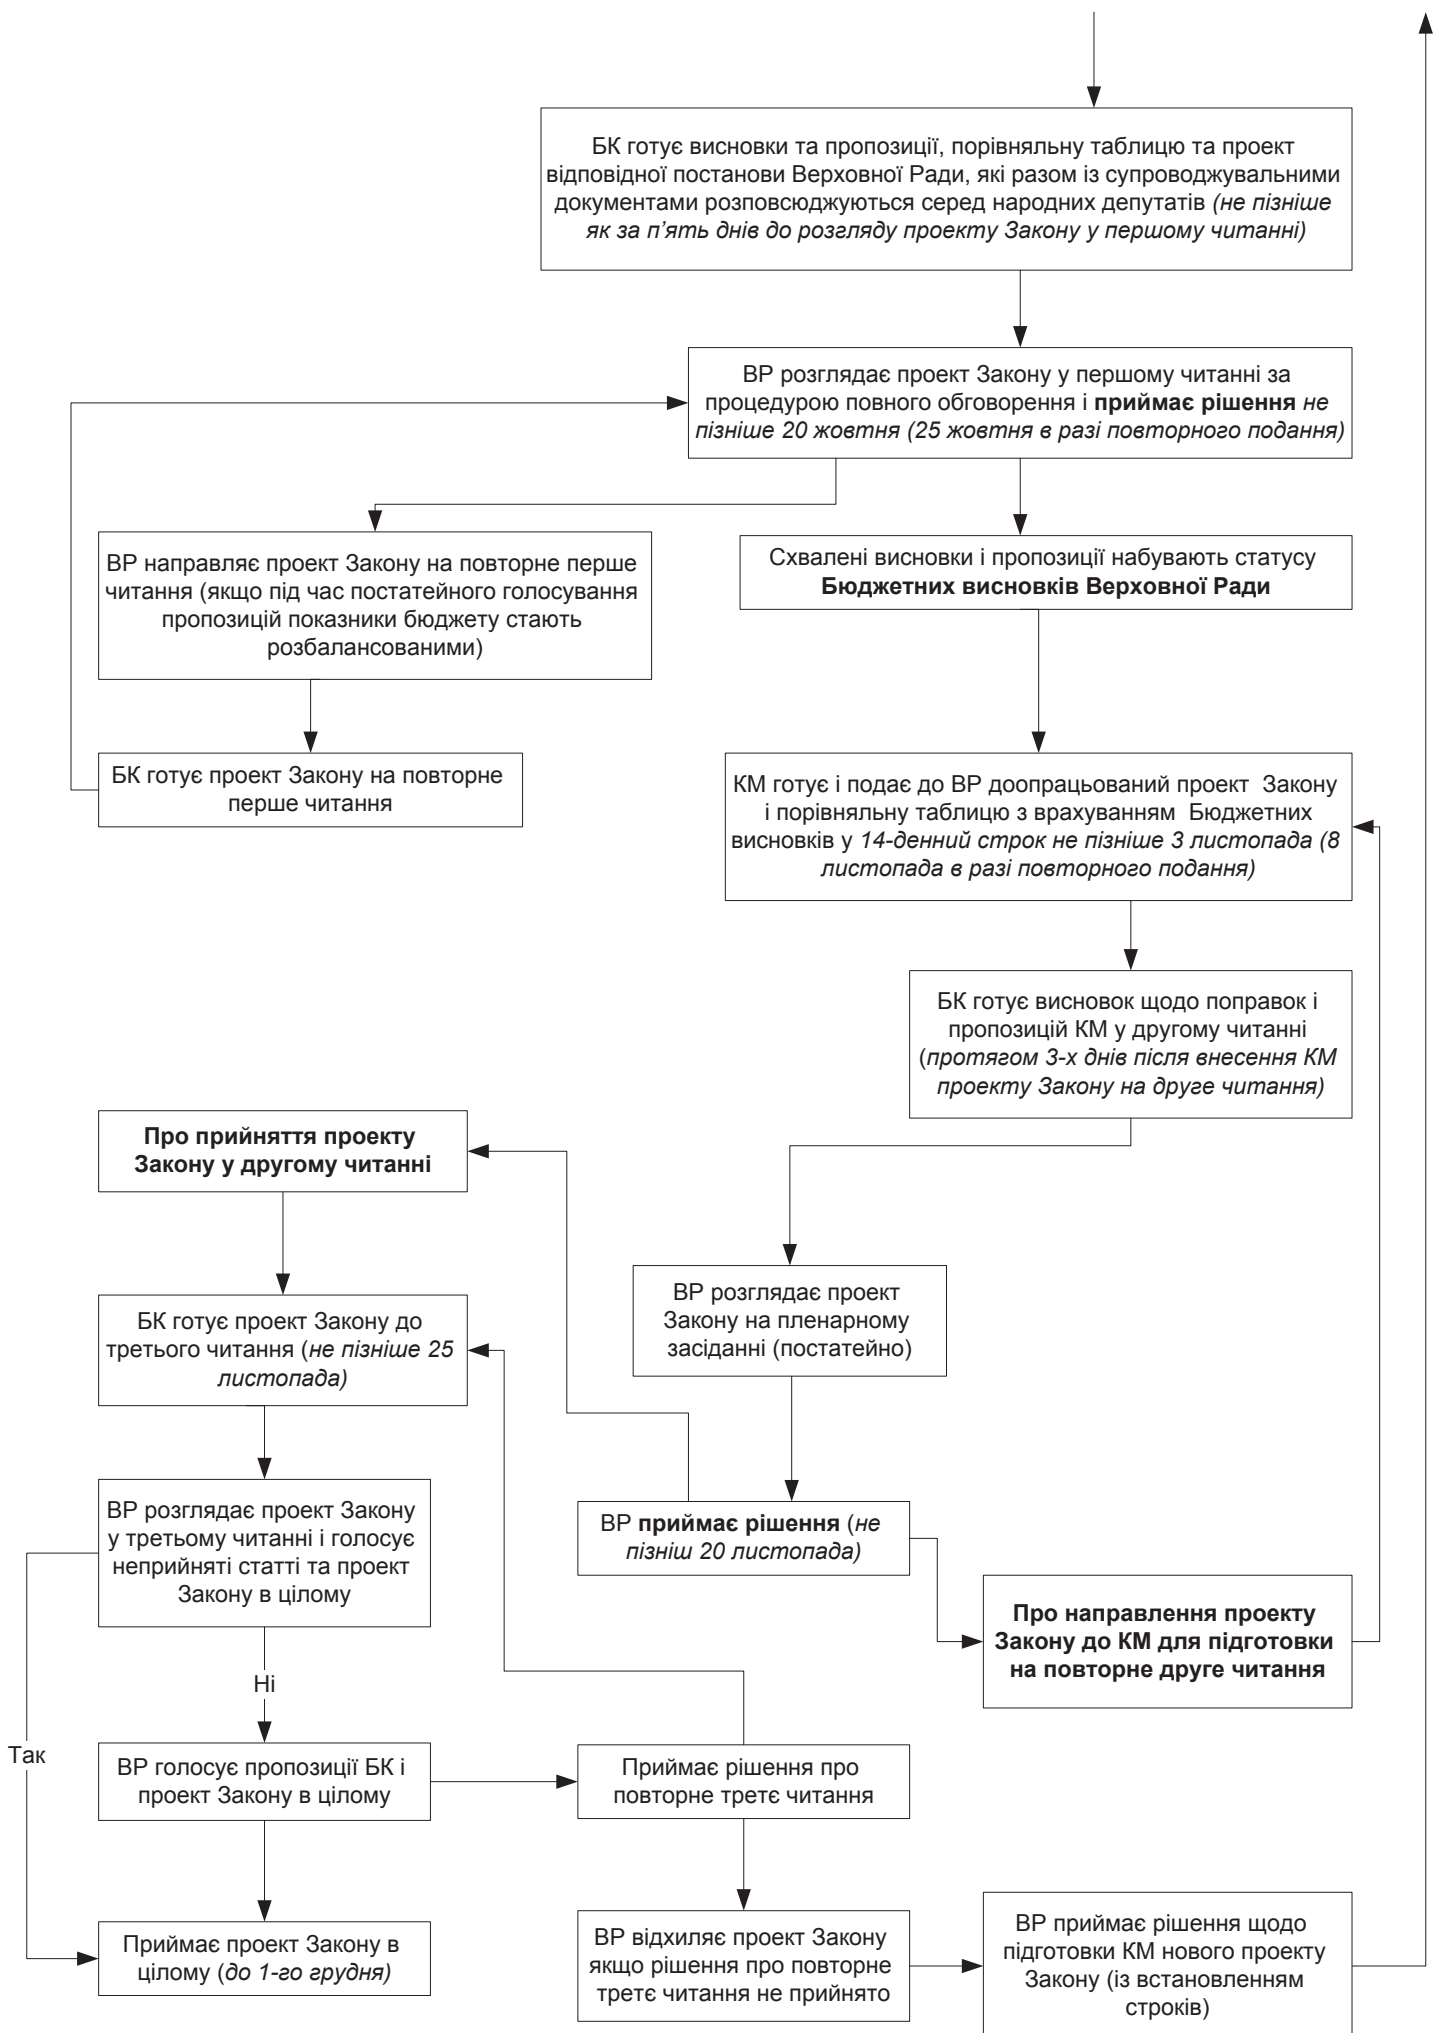 БК готує висновки та пропозиції, порівняльну таблицю та проект
відповідної постанови Верховної Ради, які разом із супроводжувальними
документами розповсюджуються серед народних депутатів (не пізніше
як за п’ять днів до розгляду проекту Закону у першому читанні)
ВР розглядає проект Закону у першому читанні за
процедурою повного обговорення і приймає рішення не
пізніше 20 жовтня (25 жовтня в разі повторного подання)
ВР направляє проект Закону на повторне перше
читання (якщо під час постатейного голосування
пропозицій показники бюджету стають
розбалансованими)
Схвалені висновки і пропозиції набувають статусу
Бюджетних висновків Верховної Ради
БК готує проект Закону на повторне
перше читання
КМ готує і подає до ВР доопрацьований проект Закону
і порівняльну таблицю з врахуванням Бюджетних
висновків у 14-денний строк не пізніше 3 листопада (8
листопада в разі повторного подання)
БК готує висновок щодо поправок і
пропозицій КМ у другому читанні
(протягом 3-х днів після внесення КМ
проекту Закону на друге читання)
Про прийняття проекту
Закону у другому читанні
ВР розглядає проект
Закону на пленарному
засіданні (постатейно)
БК готує проект Закону до
третього читання (не пізніше 25
листопада)
ВР розглядає проект Закону
у третьому читанні і голосує
неприйняті статті та проект
Закону в цілому
ВР приймає рішення (не
пізніш 20 листопада)
Про направлення проекту
Закону до КМ для підготовки
на повторне друге читання
Ні
Так
ВР голосує пропозиції БК і
проект Закону в цілому
Приймає рішення про
повторне третє читання
Приймає проект Закону в
цілому (до 1-го грудня)
ВР відхиляє проект Закону
якщо рішення про повторне
третє читання не прийнято
ВР приймає рішення щодо
підготовки КМ нового проекту
Закону (із встановленням
строків)